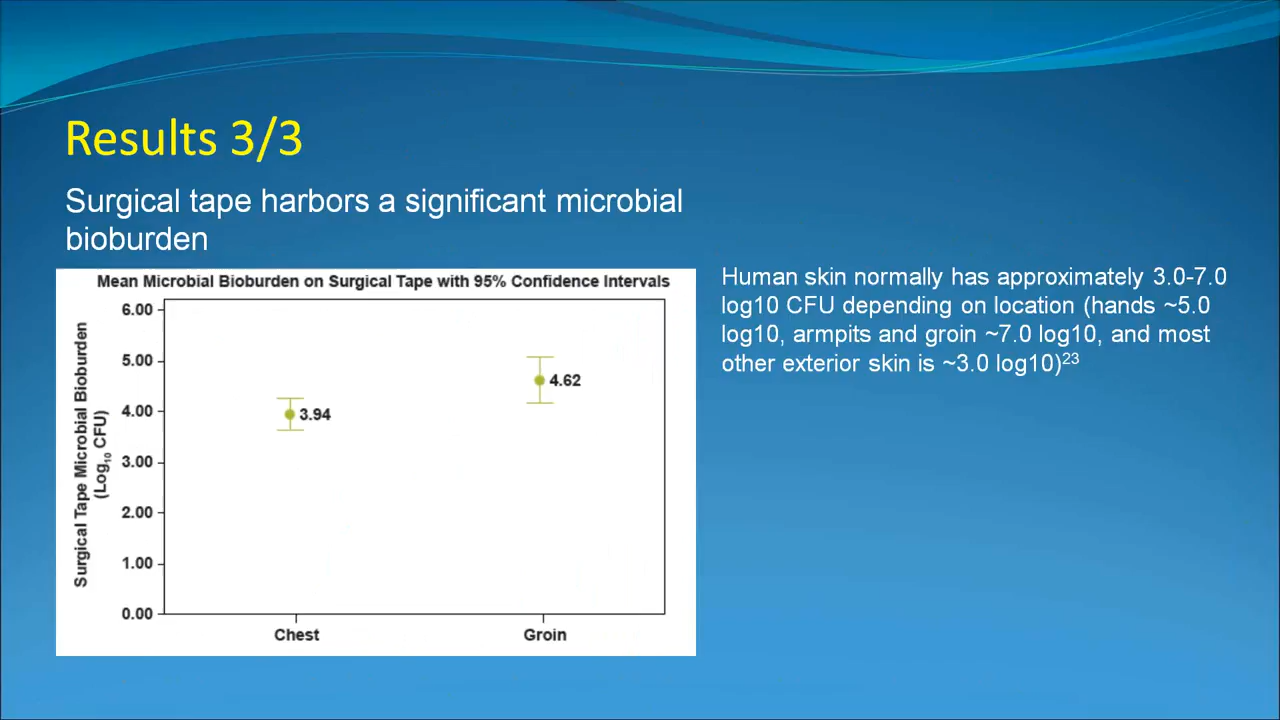 Results 3/3
Surgical tape harbors a significant microbial
bioburden
Mean Microbial Bioburden on Surgical Tape with 95% Confidence Intervals
Surgical Tape Microbial Bioburden
(Log₁₀ CFU)
6.00
5.00
4.00
3.00
2.00
1.00
0.00
3.94
4.62
Chest
Groin
Human skin normally has approximately 3.0-7.0
log10 CFU depending on location (hands ~5.0
log10, armpits and groin ~7.0 log10, and most
other exterior skin is ~3.0 log10)²³